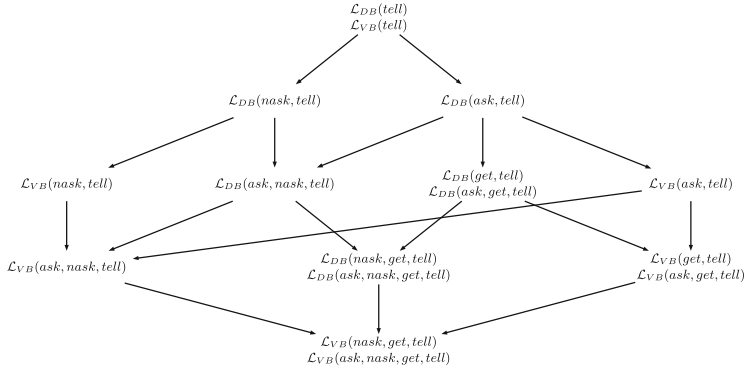 ℒ_DB(tell)
ℒ_VB(tell)
ℒ_DB(nask,tell)
ℒ_DB(ask,tell)
ℒ_VB(nask,tell)
ℒ_DB(ask,nask,tell)
ℒ_DB(get,tell)
ℒ_DB(ask,get,tell)
ℒ_VB(ask,tell)
ℒ_VB(ask,nask,tell)
ℒ_DB(nask,get,tell)
ℒ_DB(ask,nask,get,tell)
ℒ_VB(get,tell)
ℒ_VB(ask,get,tell)
ℒ_VB(nask,get,tell)
ℒ_VB(ask,nask,get,tell)